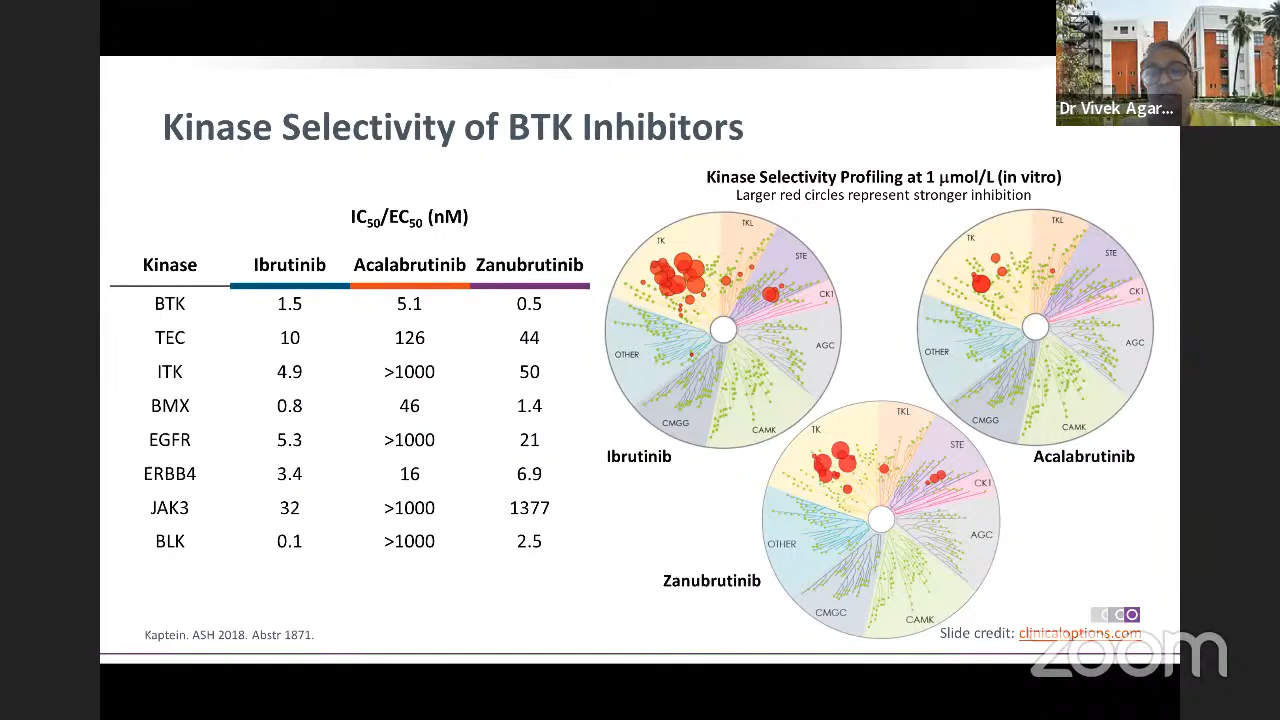 Dr Vivek Agar...
Kinase Selectivity of BTK Inhibitors
IC50/EC50 (nM)
Kinase Ibrutinib Acalabrutinib Zanubrutinib
BTK 1.5 5.1 0.5
TEC 10 126 44
ITK 4.9 >1000 50
BMX 0.8 46 1.4
EGFR 5.3 >1000 21
ERBB4 3.4 16 6.9
JAK3 32 >1000 1377
BLK 0.1 >1000 2.5
Kinase Selectivity Profiling at 1 μmol/L (in vitro)
Larger red circles represent stronger inhibition
TK
TKL
STE
CK1
AGC
CAMK
CMGG
OTHER
Ibrutinib
TK
TKL
STE
CK1
AGC
CAMK
CMGG
OTHER
Acalabrutinib
TK
TKL
STE
CK1
AGC
CAMK
CMGC
OTHER
Zanubrutinib
Kaptein. ASH 2018. Abstr 1871.
CCO
Slide credit: clinicaloptions.com
zoom